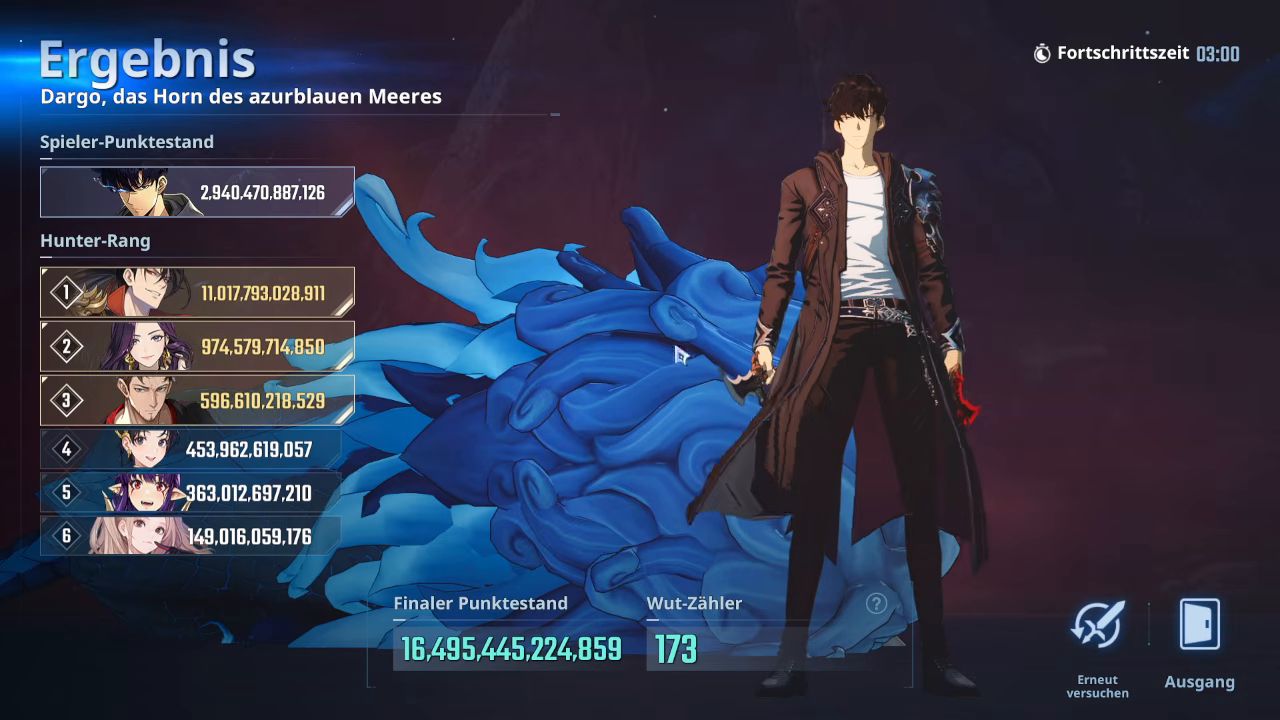 Ergebnis
Dargo, das Horn des azurblauen Meeres
Fortschrittszeit 03:00
Spieler-Punktestand
2,940,470,887,126
Hunter-Rang
1 11,017,793,028,911
2 974,579,714,850
3 596,610,218,529
4 453,962,619,057
5 363,012,697,210
6 149,016,059,176
Finaler Punktestand
16,495,445,224,859
Wut-Zähler
173
?
Erneut
versuchen
Ausgang